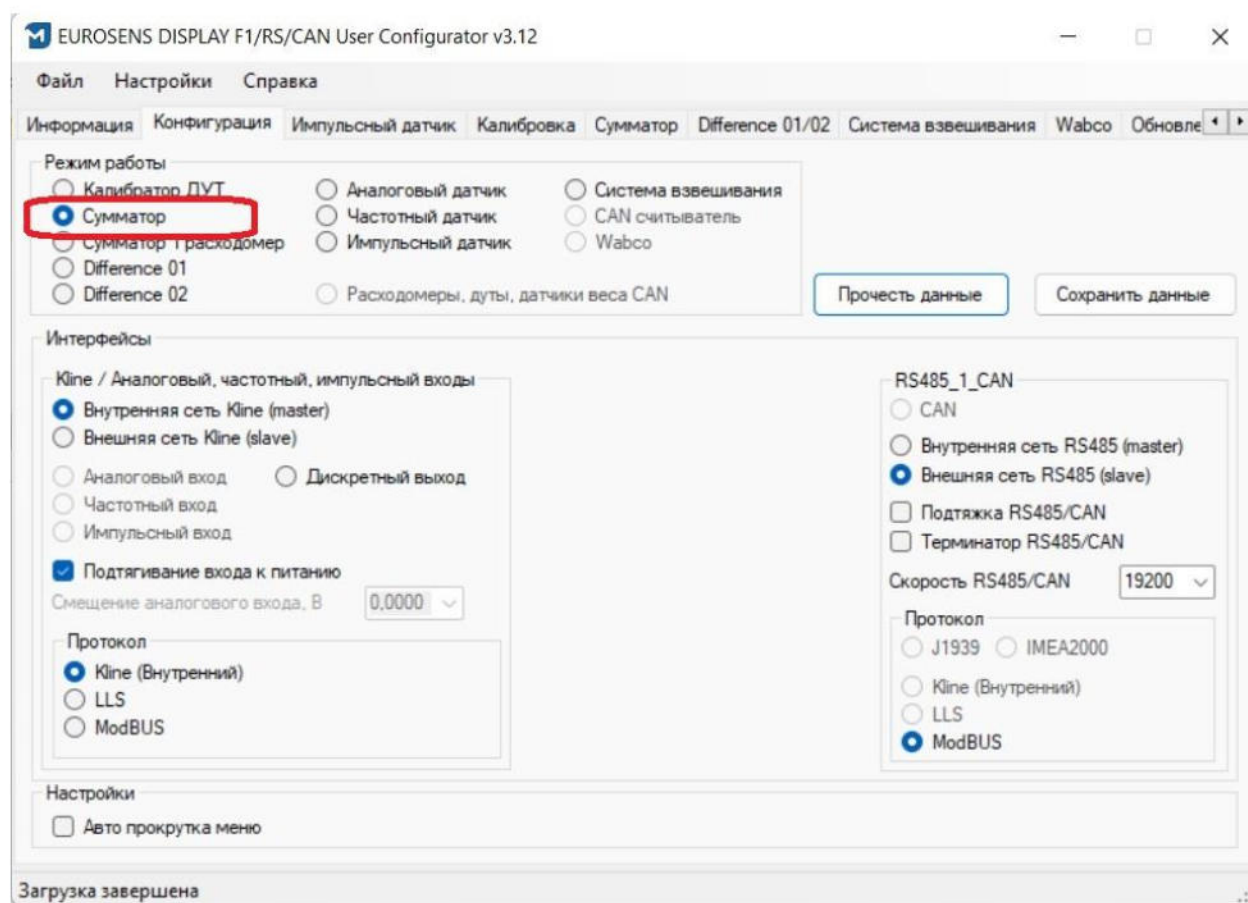 EUROSENS DISPLAY F1/RS/CAN User Configurator v3.12
Файл Настройки Справка
Информация Конфигурация Импульсный датчик Калибровка Сумматор Difference 01/02 Система взвешивания Wabco Обновле
Режим работы
Калибратор ДУТ Аналоговый датчик Система взвешивания
Сумматор Частотный датчик CAN считыватель
Сумматор 1 расходомер Импульсный датчик Wabco
Difference 01
Difference 02 Расходомеры, дуты, датчики веса CAN Прочесть данные Сохранить данные
Интерфейсы
Kline / Аналоговый, частотный, импульсный входы
Внутренняя сеть Kline (master)
Внешняя сеть Kline (slave)
Аналоговый вход Дискретный выход
Частотный вход
Импульсный вход
Подтягивание входа к питанию
Смещение аналогового входа, В 0,0000
Протокол
Kline (Внутренний)
LLS
ModBUS
RS485_1_CAN
CAN
Внутренняя сеть RS485 (master)
Внешняя сеть RS485 (slave)
Подтяжка RS485/CAN
Терминатор RS485/CAN
Скорость RS485/CAN 19200
Протокол
J1939 IMEA2000
Kline (Внутренний)
LLS
ModBUS
Настройки
Авто прокрутка меню
Загрузка завершена